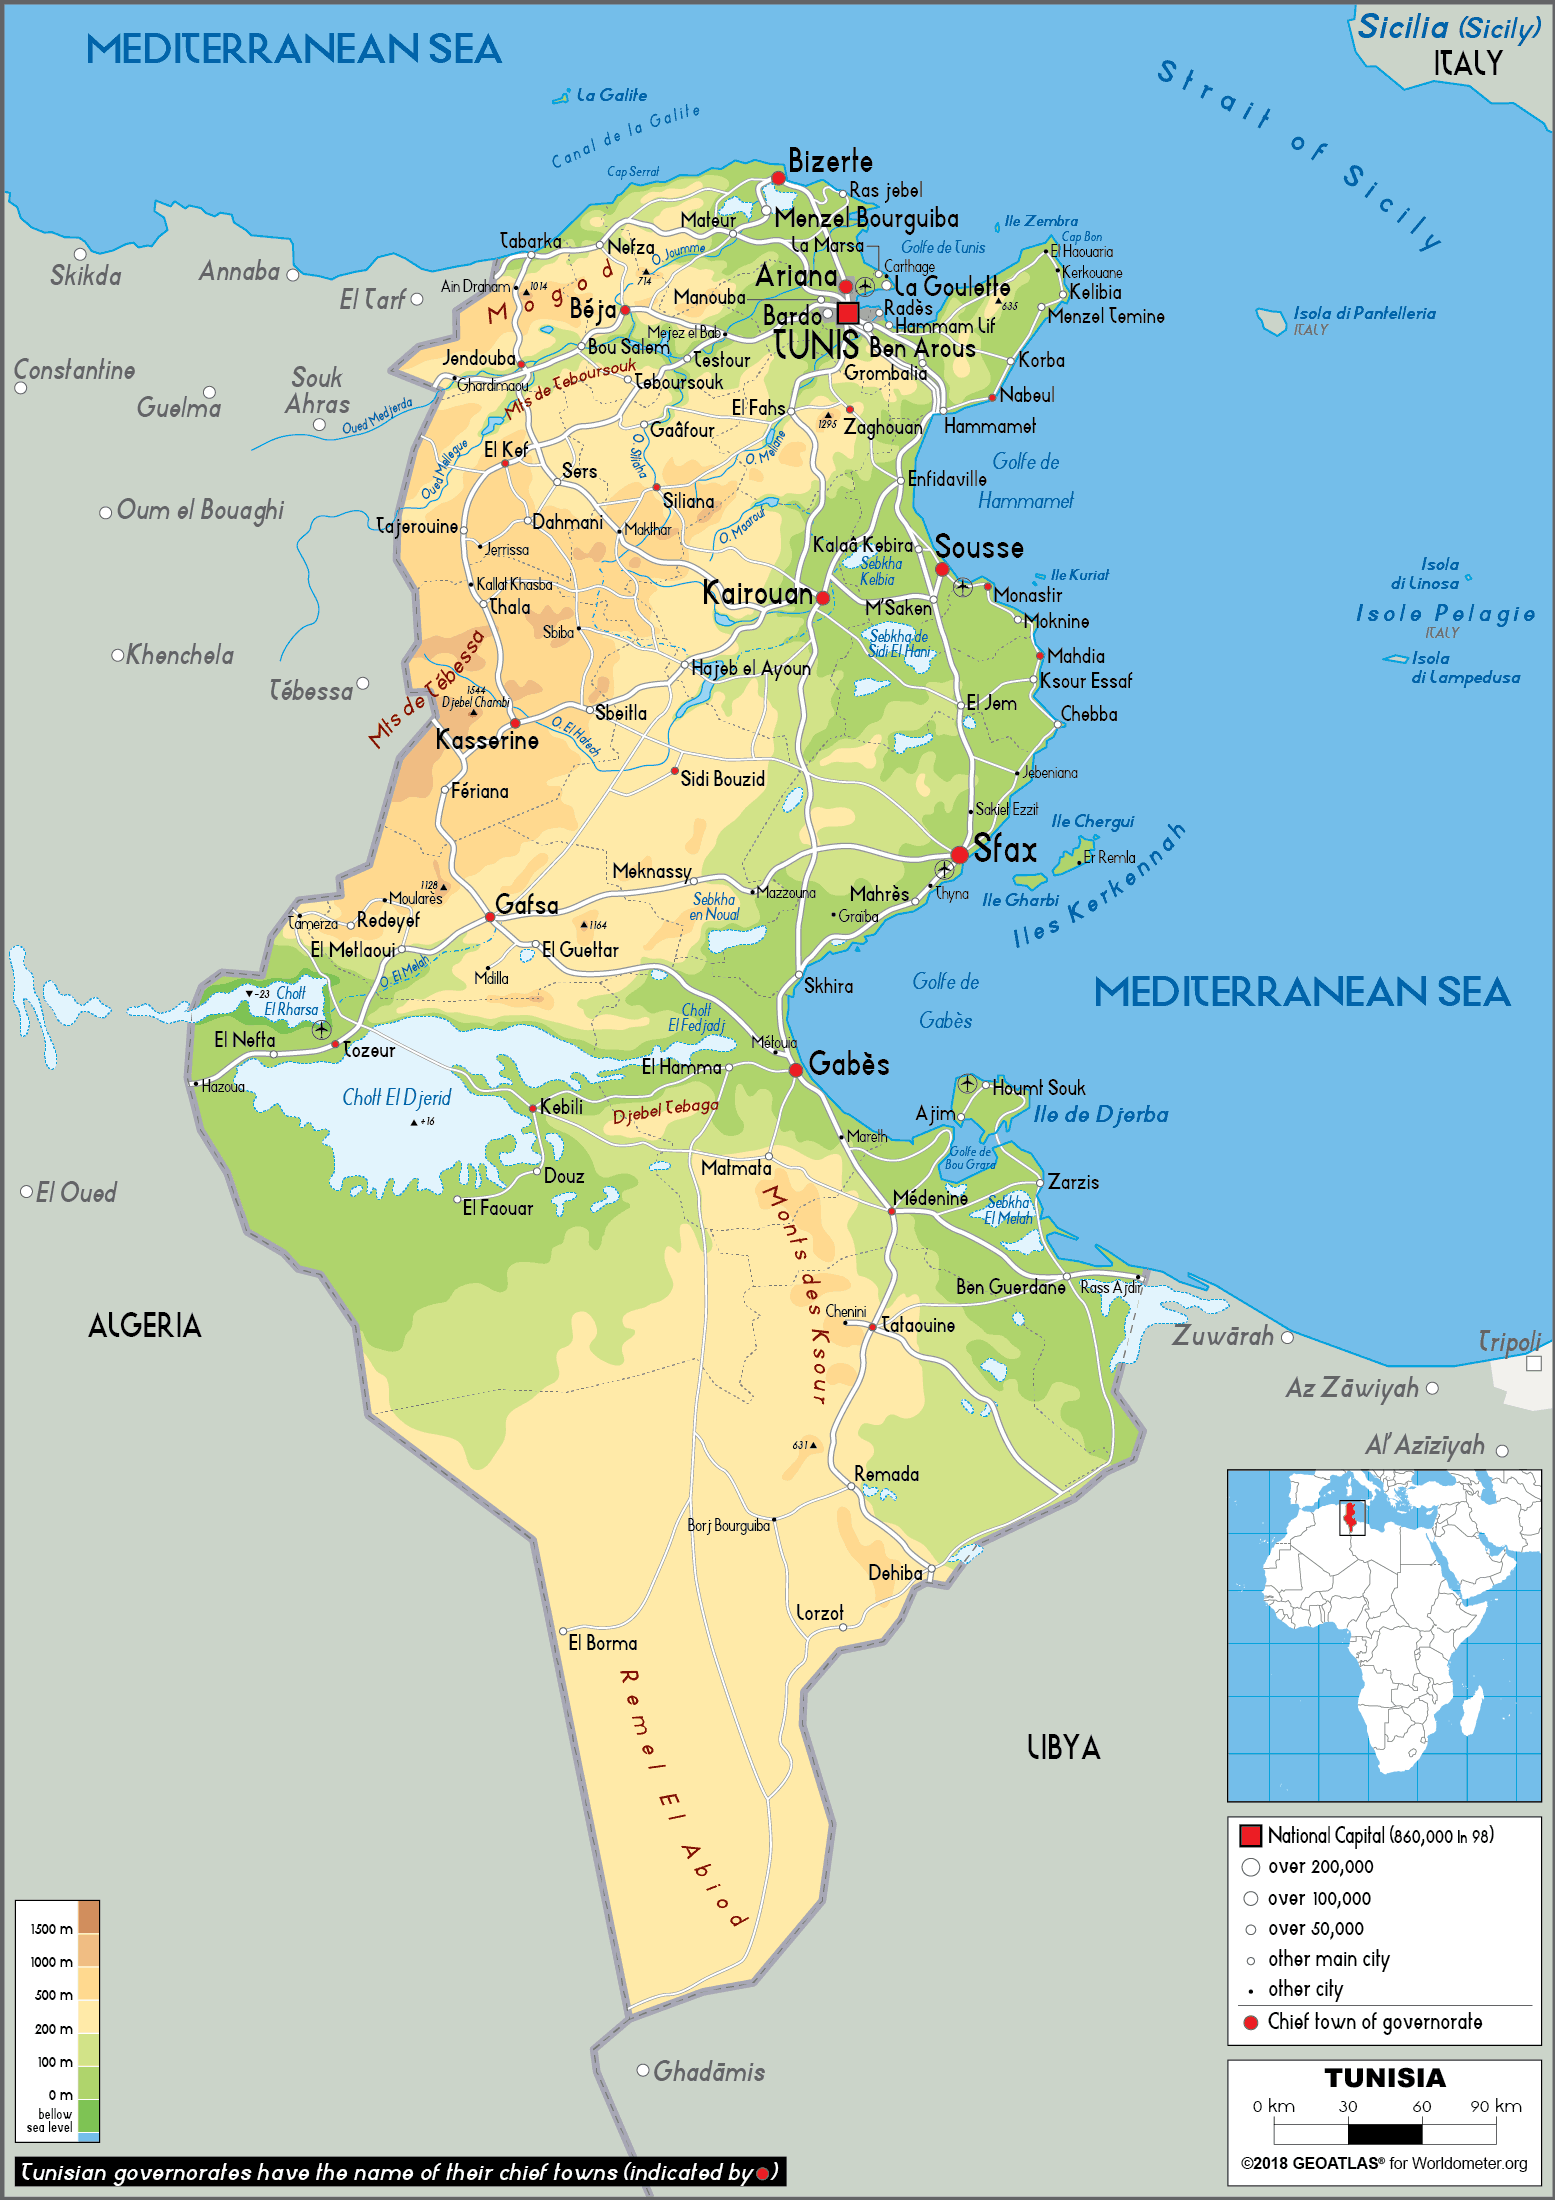 MEDITERRANEAN SEA
Sicilia (Sicily)
ITALY
Strait of Sicily
La Galite
Canal de la Galite
Cap Serrat
Bizerte
Ras jebel
Menzel Bourguiba
Mateur
Ile Zembra
Cap Bon
El Haouaria
Tabarka
Nefza
O. Joumme
La Marsa
Golfe de Tunis
Carthage
Kerkouane
Skikda
Annaba
El Tarf
Ain Draham
1014
Mogod
714
Ariana
La Goulette
Kelibia
Manouba
635
Béja
Bardo
Radès
Menzel Temine
Isola di Pantelleria
ITALY
Mejez el Bab
Hammam Lif
TUNIS
Ben Arous
Bou Salem
Jendouba
Testour
Korba
Constantine
Souk
Ahras
Guelma
Ghardimaou
Mts de Teboursouk
Teboursouk
Grombalia
Nabeul
Oued Medjerda
El Fahs
1295
Zaghouan
Hammamet
Gaâfour
El Kef
Oued Mellegue
O. Siliaha
O. Meliane
Golfe de
Hammamet
Sers
Enfidaville
Siliana
Oum el Bouaghi
Tajerouine
Dahmani
Makthar
O. Maarouf
Jerrissa
Kalaâ Kebira
Sousse
Sebkha
Kelbia
Kallat Khasba
Ile Kuriat
Isola
di Linosa
Thala
Kairouan
M'Saken
Monastir
Isole Pelagie
ITALY
Moknine
Sbiba
Sebkha de
Sidi El Hani
Khenchela
Mahdia
Isola
di Lampedusa
Hajeb el Ayoun
Ksour Essaf
Tébessa
Mts de Tébessa
1544
Djebel Chambi
Sbeitla
El Jem
Chebba
Kasserine
O. El Hatech
Sidi Bouzid
Jebeniana
Fériana
Sakiet Ezzit
Ile Chergui
Sfax
Er Remla
Meknassy
Iles Kerkennah
1128
Moularès
Mazzouna
Mahrès
Thyna
Ile Gharbi
Gafsa
Sebkha
en Noual
Graïba
Tamerza
Redeyef
1164
El Metlaoui
El Guettar
O. El Melah
Mdilla
Skhira
Golfe de
Gabès
MEDITERRANEAN SEA
-23
Chott
El Rharsa
Chott
El Fedjadj
El Nefta
Tozeur
Métouia
El Hamma
Gabès
Hazoua
Chott El Djerid
+16
Kebili
Djebel Tebaga
Houmt Souk
Ajim
Ile de Djerba
Mareth
Golfe de
Bou Grara
El Oued
Douz
Matmata
Zarzis
El Faouar
Médenine
Sebkha
El Melah
Monts des Ksour
Ben Guerdane
Rass Ajdir
ALGERIA
Chenini
Tataouine
Zuwārah
Tripoli
Az Zāwiyah
631
Al' Azīzīyah
Remada
Borj Bourguiba
Dehiba
Lorzot
El Borma
Remel El Abiod
LIBYA
Ghadāmis
1500 m
1000 m
500 m
200 m
100 m
0 m
bellow
sea level
National Capital (860,000 In 98)
over 200,000
over 100,000
over 50,000
other main city
other city
Chief town of governorate
TUNISIA
0 km 30 60 90 km
©2018 GEOATLAS® for Worldometer.org
Tunisian governorates have the name of their chief towns (indicated by )